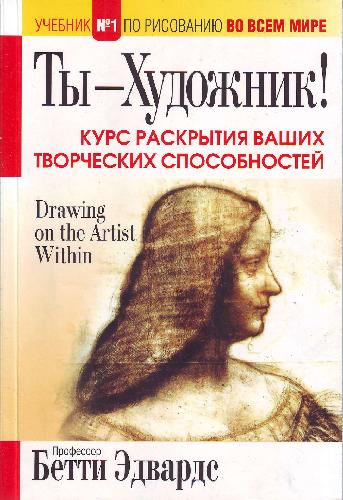 УЧЕБНИК №1 ПО РИСОВАНИЮ ВО ВСЕМ МИРЕ
Ты–Художник!
КУРС РАСКРЫТИЯ ВАШИХ
ТВОРЧЕСКИХ СПОСОБНОСТЕЙ
Drawing
on the Artist
Within
Профессор
Бетти Эдвардс